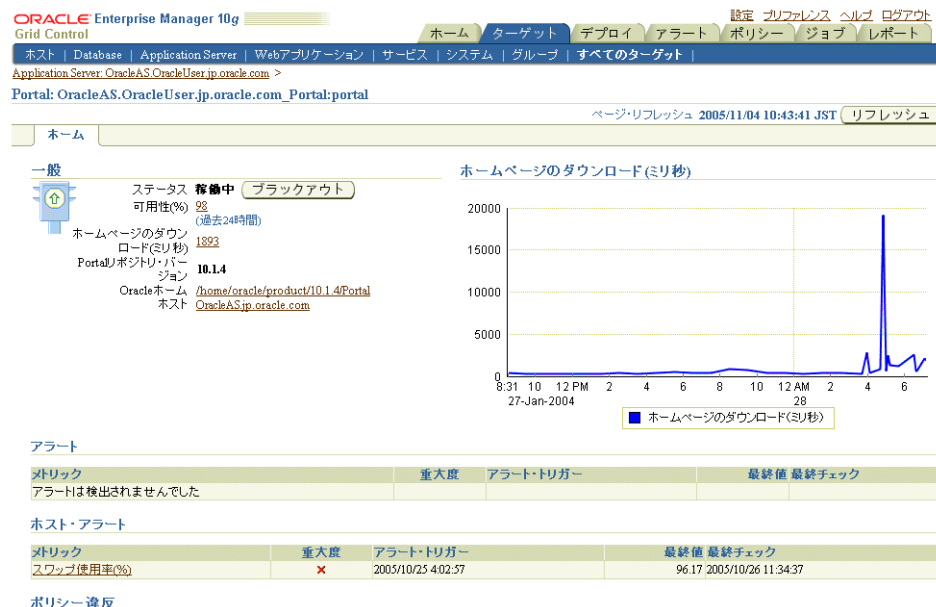 ORACLE Enterprise Manager 10g
Grid Control
設定 プリファレンス ヘルプ ログアウト
ホーム ターゲット デプロイ アラート ポリシー ジョブ レポート
ホスト | Database | Application Server | Webアプリケーション | サービス | システム | グループ | すべてのターゲット |
Application Server: OracleAS.OracleUser.jp.oracle.com >
Portal: OracleAS.OracleUser.jp.oracle.com_Portal:portal
ページ・リフレッシュ 2005/11/04 10:43:41 JST リフレッシュ
ホーム
一般
ステータス 稼働中 ブラックアウト
可用性(%) 98
(過去24時間)
ホームページのダウン
ロード(ミリ秒) 1893
Portalリポジトリ・バー
ジョン 10.1.4
Oracleホーム /home/oracle/product/10.1.4/Portal
ホスト OracleAS.jp.oracle.com
ホームページのダウンロード(ミリ秒)
20000
15000
10000
5000
0
8:31 10 12 PM 2 4 6 8 10 12 AM 2 4 6
27-Jan-2004 28
ホームページのダウンロード(ミリ秒)
アラート
メトリック 重大度 アラート・トリガー 最終値 最終チェック
アラートは検出されませんでした
ホスト・アラート
メトリック 重大度 アラート・トリガー 最終値 最終チェック
スワップ使用率(%) 2005/10/25 4:02:57 96.17 2005/10/26 11:34:37
ポリシー違反